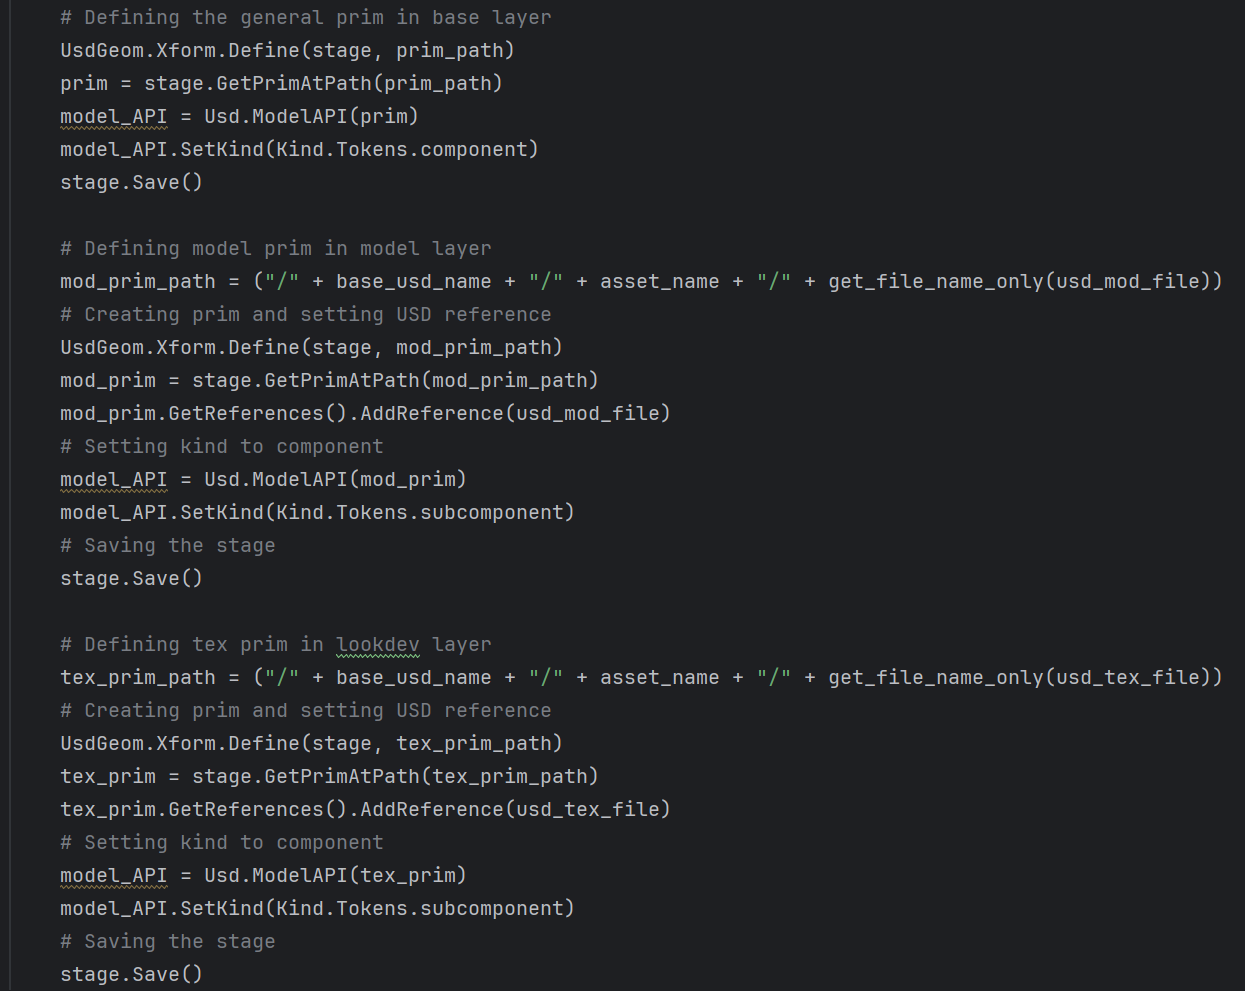 # Defining the general prim in base layer
UsdGeom.Xform.Define(stage, prim_path)
prim = stage.GetPrimAtPath(prim_path)
model_API = Usd.ModelAPI(prim)
model_API.SetKind(Kind.Tokens.component)
stage.Save()

# Defining model prim in model layer
mod_prim_path = ("/" + base_usd_name + "/" + asset_name + "/" + get_file_name_only(usd_mod_file))
# Creating prim and setting USD reference
UsdGeom.Xform.Define(stage, mod_prim_path)
mod_prim = stage.GetPrimAtPath(mod_prim_path)
mod_prim.GetReferences().AddReference(usd_mod_file)
# Setting kind to component
model_API = Usd.ModelAPI(mod_prim)
model_API.SetKind(Kind.Tokens.subcomponent)
# Saving the stage
stage.Save()

# Defining tex prim in lookdev layer
tex_prim_path = ("/" + base_usd_name + "/" + asset_name + "/" + get_file_name_only(usd_tex_file))
# Creating prim and setting USD reference
UsdGeom.Xform.Define(stage, tex_prim_path)
tex_prim = stage.GetPrimAtPath(tex_prim_path)
tex_prim.GetReferences().AddReference(usd_tex_file)
# Setting kind to component
model_API = Usd.ModelAPI(tex_prim)
model_API.SetKind(Kind.Tokens.subcomponent)
# Saving the stage
stage.Save()